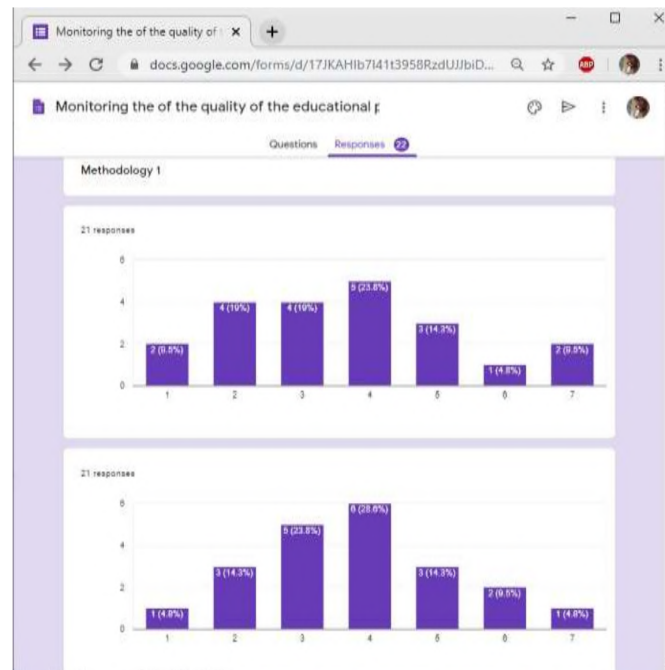 Monitoring the of the quality of
docs.google.com/forms/d/17JKAHlb7l41t3958RzdUJJbiD...
ABP
Monitoring the of the quality of the educational p
Questions Responses 22
Methodology 1
21 responses
6
4
2
0
2 (9.5%) 4 (19%) 4 (19%) 5 (23.8%) 3 (14.3%) 1 (4.8%) 2 (9.5%)
1 2 3 4 5 6 7
21 responses
6
4
2
0
1 (4.8%) 3 (14.3%) 5 (23.8%) 6 (28.6%) 3 (14.3%) 2 (9.5%) 1 (4.8%)
1 2 3 4 5 6 7